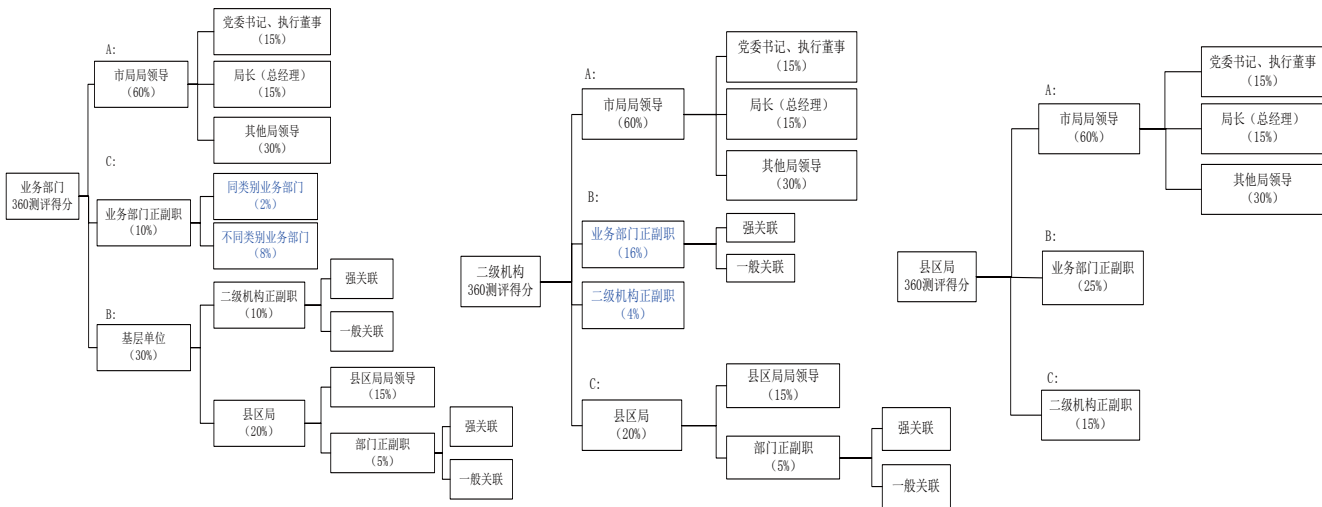 A:
党委书记、执行董事
(15%)
市局局领导
(60%)
局长（总经理）
(15%)
其他局领导
(30%)
C:
业务部门
360测评得分
业务部门正副职
(10%)
同类别业务部门
(2%)
不同类别业务部门
(8%)
B:
基层单位
(30%)
二级机构正副职
(10%)
强关联
一般关联
县区局
(20%)
县区局局领导
(15%)
部门正副职
(5%)
强关联
一般关联
二级机构
360测评得分
A:
市局局领导
(60%)
党委书记、执行董事
(15%)
局长（总经理）
(15%)
其他局领导
(30%)
B:
业务部门正副职
(16%)
强关联
一般关联
二级机构正副职
(4%)
C:
县区局
(20%)
县区局局领导
(15%)
部门正副职
(5%)
强关联
一般关联
县区局
360测评得分
A:
市局局领导
(60%)
党委书记、执行董事
(15%)
局长（总经理）
(15%)
其他局领导
(30%)
B:
业务部门正副职
(25%)
C:
二级机构正副职
(15%)